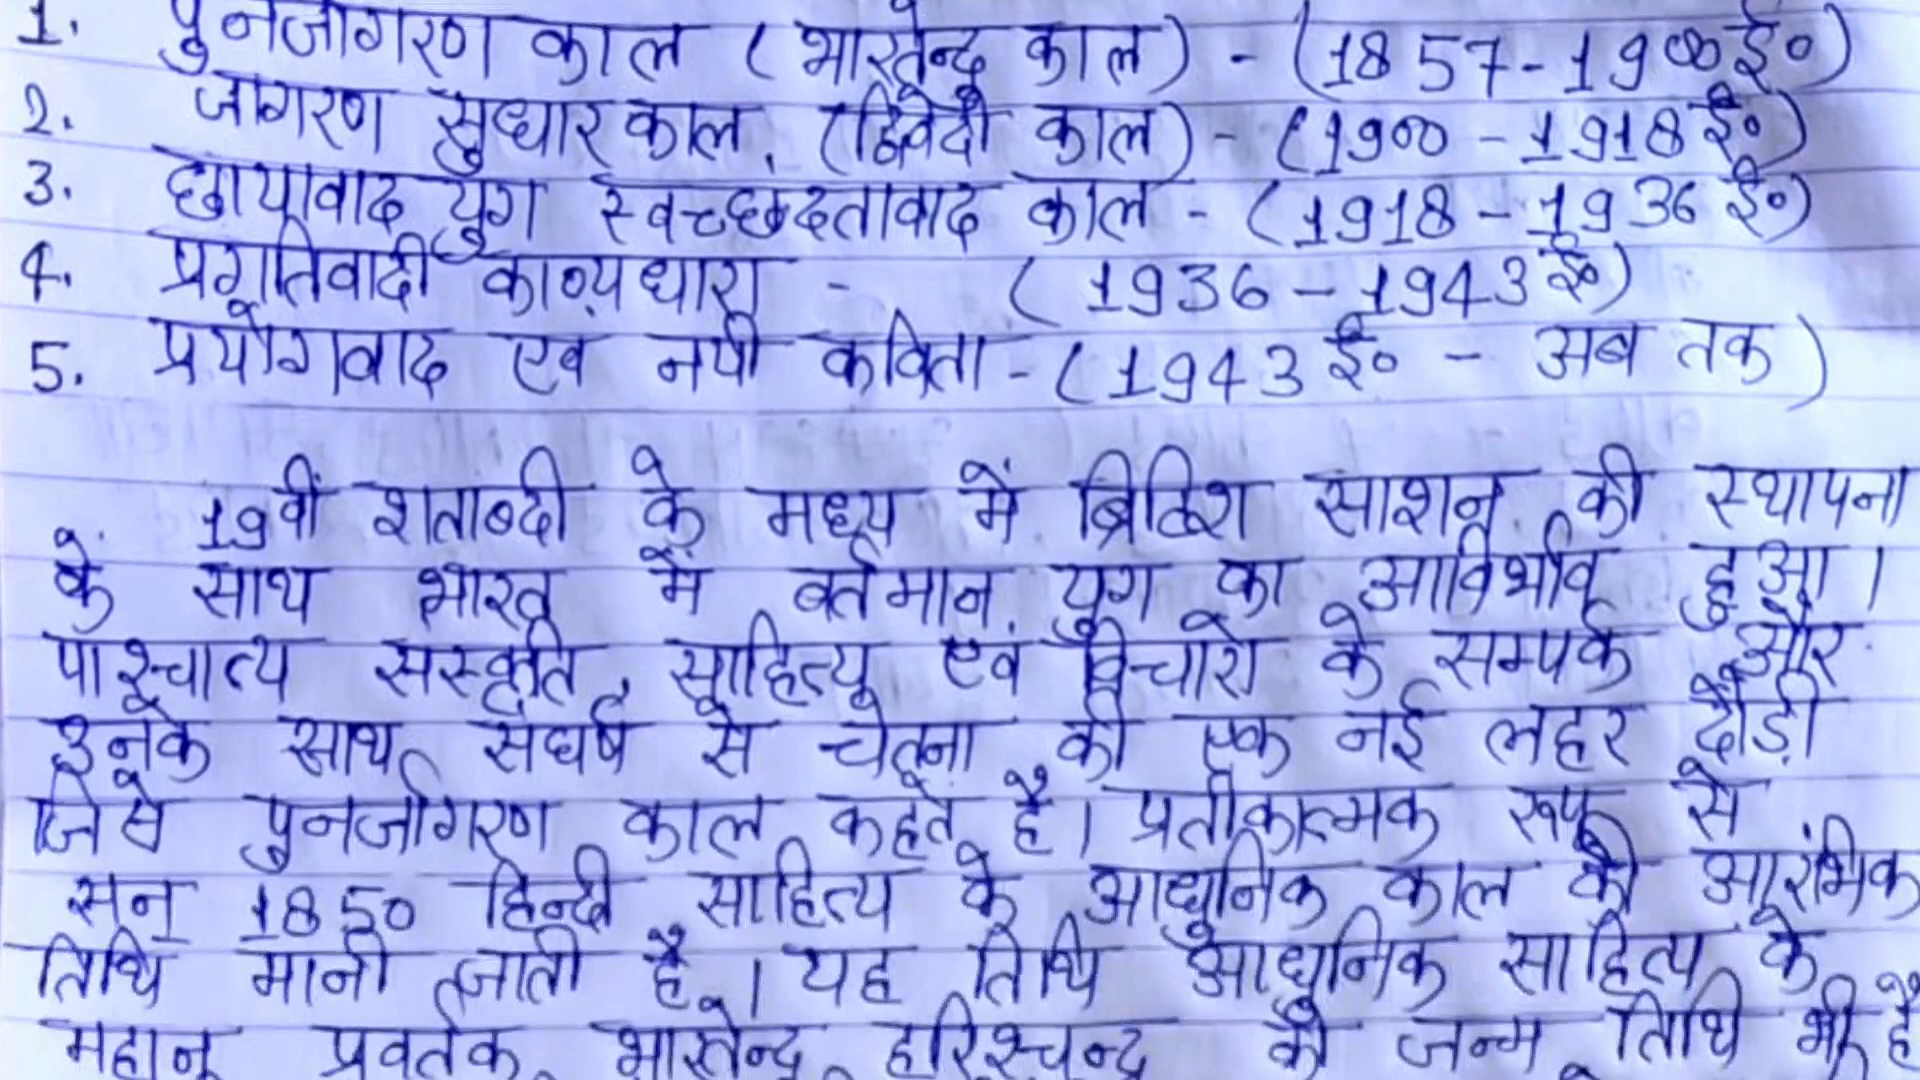 1. पुनर्जागरण काल (भारतेन्दु काल) - (1857-1900 ई०)
2. जागरण सुधार काल, (द्विवेदी काल) - (1900 - 1918 ई०)
3. छायावाद युग स्वच्छंदतावाद काल - (1918 - 1936 ई०)
4. प्रगतिवादी काव्यधारा - (1936 - 1943 ई०)
5. प्रयोगवाद एवं नयी कविता - (1943 ई० - अब तक)
19वीं शताब्दी के मध्य में ब्रिटिश साशन की स्थापना
के साथ भारत में वर्तमान युग का आविर्भाव हुआ।
पाश्चात्य संस्कृति, साहित्य एवं विचारों के सम्पर्क और
उनके साथ संघर्ष से चेतना की एक नई लहर दौड़ी
जिसे पुनर्जागरण काल कहते है। प्रतीकात्मक रूप से
सन् 1850 हिन्दी साहित्य के आधुनिक काल की आरंभिक
तिथि मानी जाती है। यह तिथि आधुनिक साहित्य के
महान् प्रवर्तक भारतेन्दु हरिश्चन्द्र की जन्म तिथि भी है